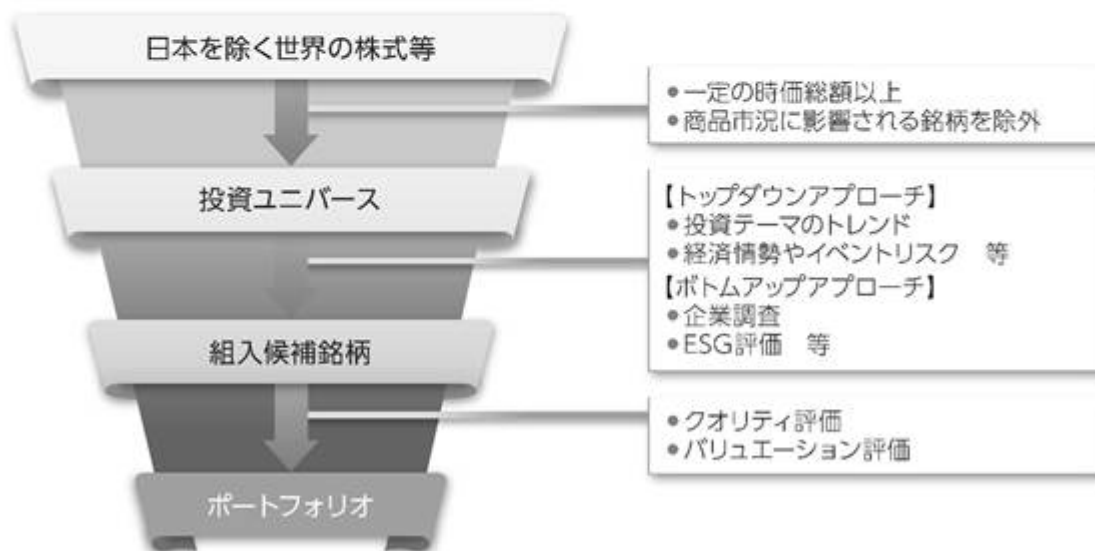 日本を除く世界の株式等
●一定の時価総額以上
●商品市況に影響される銘柄を除外
投資ユニバース
【トップダウンアプローチ】
●投資テーマのトレンド
●経済情勢やイベントリスク　等
【ボトムアップアプローチ】
●企業調査
●ESG評価　等
組入候補銘柄
●クオリティ評価
●バリュエーション評価
ポートフォリオ